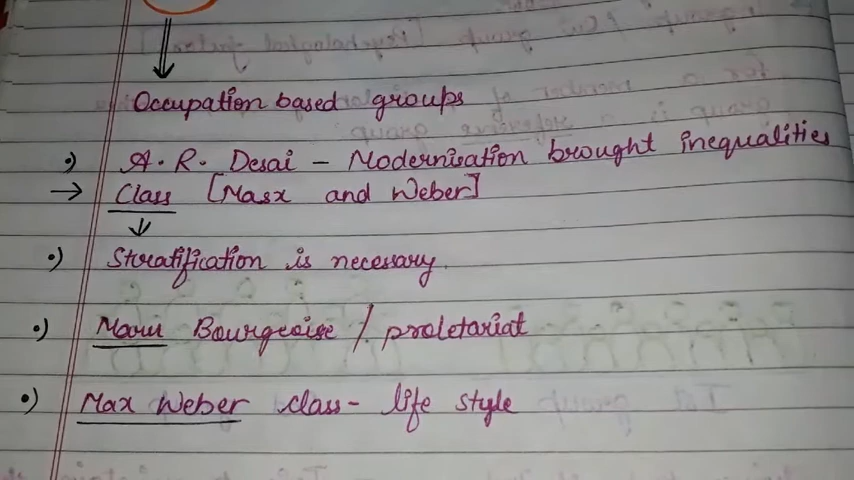 Occupation based groups
•) A. R. Desai - Modernisation brought inequalities
→ Class [Marx and Weber]
•) Stratification is necessary.
•) Bourgeoise / proletariat
•) Max Weber class - life style